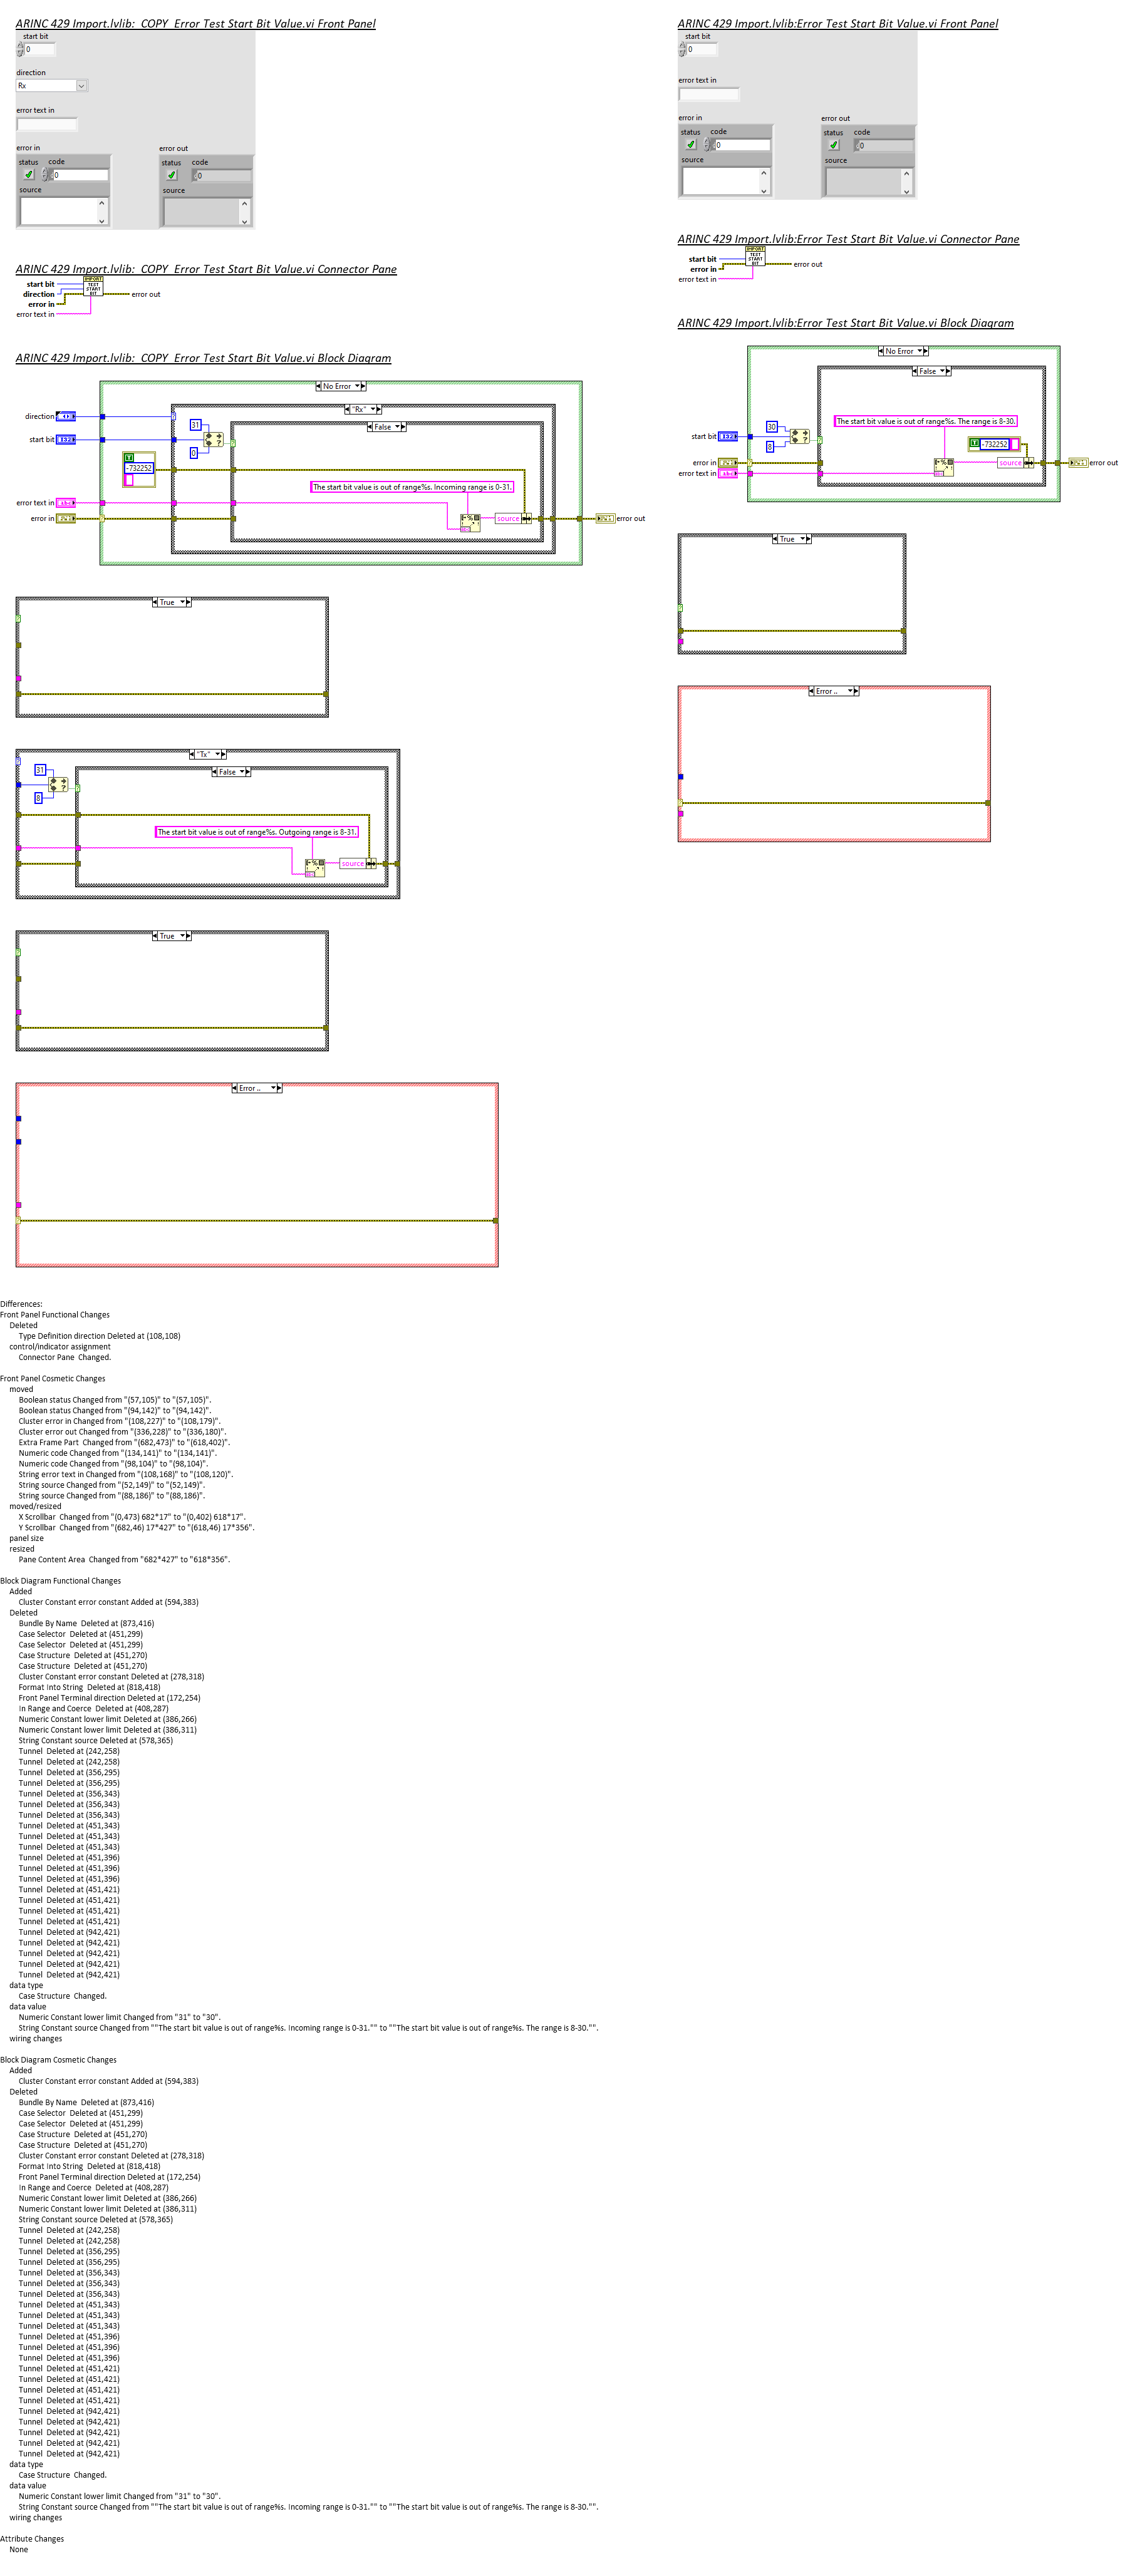 ARINC 429 Import.lvlib:_COPY_Error Test Start Bit Value.vi Front Panel
start bit
0
direction
Rx
error text in
error in
status
code
0
source
error out
status
code
0
source
ARINC 429 Import.lvlib:_COPY_Error Test Start Bit Value.vi Connector Pane
IMPORT
TEST
START
BIT
start bit
direction
error in
error text in
error out
ARINC 429 Import.lvlib:_COPY_Error Test Start Bit Value.vi Block Diagram
No Error
"Rx"
False
direction
start bit
31
0
-732252
The start bit value is out of range%s. Incoming range is 0-31.
error text in
error in
source
error out
True
"Tx"
False
31
8
The start bit value is out of range%s. Outgoing range is 8-31.
source
True
Error ..
ARINC 429 Import.lvlib:Error Test Start Bit Value.vi Front Panel
start bit
0
error text in
error in
status
code
0
source
error out
status
code
0
source
ARINC 429 Import.lvlib:Error Test Start Bit Value.vi Connector Pane
IMPORT
TEST
START
BIT
start bit
error in
error text in
error out
ARINC 429 Import.lvlib:Error Test Start Bit Value.vi Block Diagram
No Error
False
The start bit value is out of range%s. The range is 8-30.
start bit
30
8
-732252
error in
error text in
source
error out
True
Error ..
Differences:
Front Panel Functional Changes
Deleted
Type Definition direction Deleted at (108,108)
control/indicator assignment
Connector Pane  Changed.
Front Panel Cosmetic Changes
moved
Boolean status Changed from "(57,105)" to "(57,105)".
Boolean status Changed from "(94,142)" to "(94,142)".
Cluster error in Changed from "(108,227)" to "(108,179)".
Cluster error out Changed from "(336,228)" to "(336,180)".
Extra Frame Part  Changed from "(682,473)" to "(618,402)".
Numeric code Changed from "(134,141)" to "(134,141)".
Numeric code Changed from "(98,104)" to "(98,104)".
String error text in Changed from "(108,168)" to "(108,120)".
String source Changed from "(52,149)" to "(52,149)".
String source Changed from "(88,186)" to "(88,186)".
moved/resized
X Scrollbar  Changed from "(0,473) 682*17" to "(0,402) 618*17".
Y Scrollbar  Changed from "(682,46) 17*427" to "(618,46) 17*356".
panel size
resized
Pane Content Area  Changed from "682*427" to "618*356".
Block Diagram Functional Changes
Added
Cluster Constant error constant Added at (594,383)
Deleted
Bundle By Name  Deleted at (873,416)
Case Selector  Deleted at (451,299)
Case Selector  Deleted at (451,299)
Case Structure  Deleted at (451,270)
Case Structure  Deleted at (451,270)
Cluster Constant error constant Deleted at (278,318)
Format Into String  Deleted at (818,418)
Front Panel Terminal direction Deleted at (172,254)
In Range and Coerce  Deleted at (408,287)
Numeric Constant lower limit Deleted at (386,266)
Numeric Constant lower limit Deleted at (386,311)
String Constant source Deleted at (578,365)
Tunnel  Deleted at (242,258)
Tunnel  Deleted at (242,258)
Tunnel  Deleted at (356,295)
Tunnel  Deleted at (356,295)
Tunnel  Deleted at (356,343)
Tunnel  Deleted at (356,343)
Tunnel  Deleted at (356,343)
Tunnel  Deleted at (451,343)
Tunnel  Deleted at (451,343)
Tunnel  Deleted at (451,343)
Tunnel  Deleted at (451,396)
Tunnel  Deleted at (451,396)
Tunnel  Deleted at (451,396)
Tunnel  Deleted at (451,421)
Tunnel  Deleted at (451,421)
Tunnel  Deleted at (451,421)
Tunnel  Deleted at (451,421)
Tunnel  Deleted at (942,421)
Tunnel  Deleted at (942,421)
Tunnel  Deleted at (942,421)
Tunnel  Deleted at (942,421)
Tunnel  Deleted at (942,421)
data type
Case Structure  Changed.
data value
Numeric Constant lower limit Changed from "31" to "30".
String Constant source Changed from ""The start bit value is out of range%s. Incoming range is 0-31."" to ""The start bit value is out of range%s. The range is 8-30."".
wiring changes
Block Diagram Cosmetic Changes
Added
Cluster Constant error constant Added at (594,383)
Deleted
Bundle By Name  Deleted at (873,416)
Case Selector  Deleted at (451,299)
Case Selector  Deleted at (451,299)
Case Structure  Deleted at (451,270)
Case Structure  Deleted at (451,270)
Cluster Constant error constant Deleted at (278,318)
Format Into String  Deleted at (818,418)
Front Panel Terminal direction Deleted at (172,254)
In Range and Coerce  Deleted at (408,287)
Numeric Constant lower limit Deleted at (386,266)
Numeric Constant lower limit Deleted at (386,311)
String Constant source Deleted at (578,365)
Tunnel  Deleted at (242,258)
Tunnel  Deleted at (242,258)
Tunnel  Deleted at (356,295)
Tunnel  Deleted at (356,295)
Tunnel  Deleted at (356,343)
Tunnel  Deleted at (356,343)
Tunnel  Deleted at (356,343)
Tunnel  Deleted at (451,343)
Tunnel  Deleted at (451,343)
Tunnel  Deleted at (451,343)
Tunnel  Deleted at (451,396)
Tunnel  Deleted at (451,396)
Tunnel  Deleted at (451,396)
Tunnel  Deleted at (451,421)
Tunnel  Deleted at (451,421)
Tunnel  Deleted at (451,421)
Tunnel  Deleted at (451,421)
Tunnel  Deleted at (942,421)
Tunnel  Deleted at (942,421)
Tunnel  Deleted at (942,421)
Tunnel  Deleted at (942,421)
Tunnel  Deleted at (942,421)
data type
Case Structure  Changed.
data value
Numeric Constant lower limit Changed from "31" to "30".
String Constant source Changed from ""The start bit value is out of range%s. Incoming range is 0-31."" to ""The start bit value is out of range%s. The range is 8-30."".
wiring changes
Attribute Changes
None